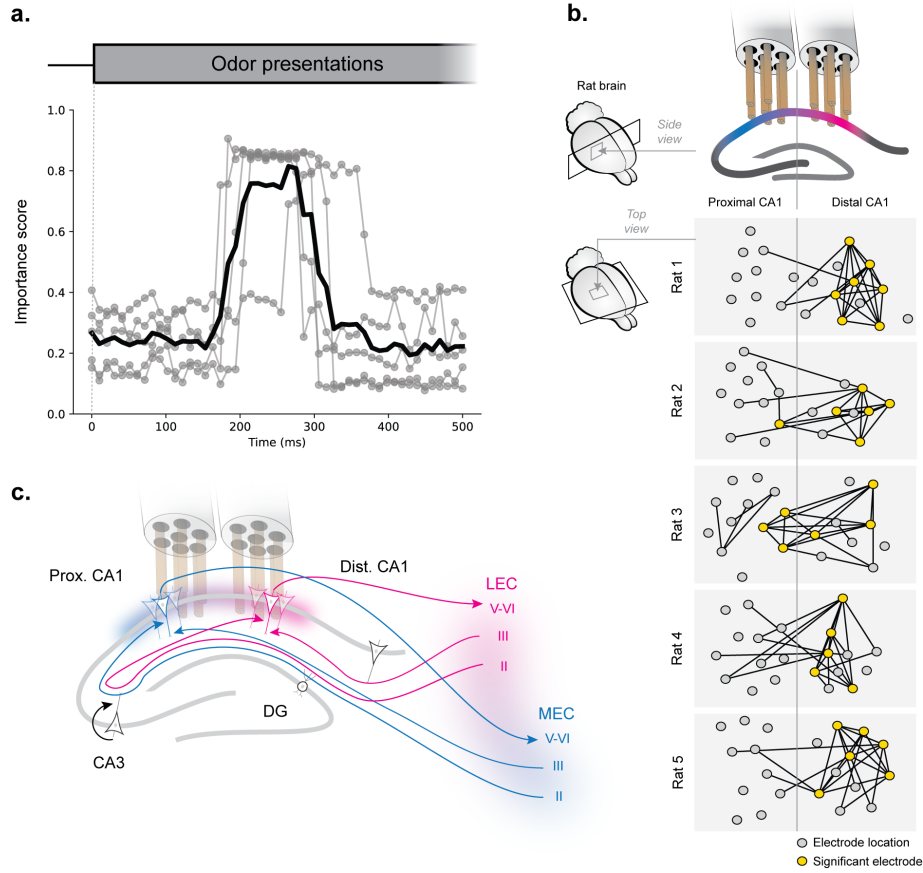 a.
Odor presentations
Importance score
1.0
0.8
0.6
0.4
0.2
0.0
0
100
200
300
400
500
Time (ms)
b.
Rat brain
Side
view
Top
view
Proximal CA1
Distal CA1
Rat 1
Rat 2
Rat 3
Rat 4
Rat 5
Electrode location
Significant electrode
c.
Prox. CA1
Dist. CA1
LEC
V-VI
III
II
MEC
V-VI
III
II
DG
CA3